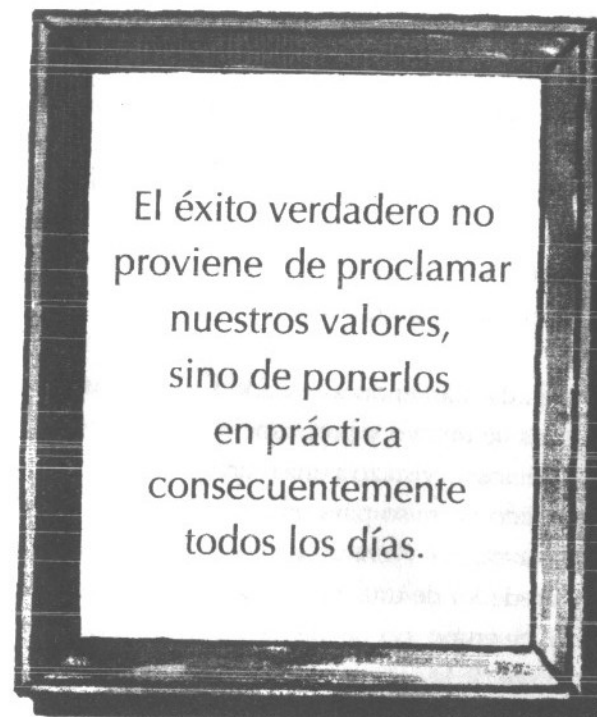 El éxito verdadero no
proviene de proclamar
nuestros valores,
sino de ponerlos
en práctica
consecuentemente
todos los días.